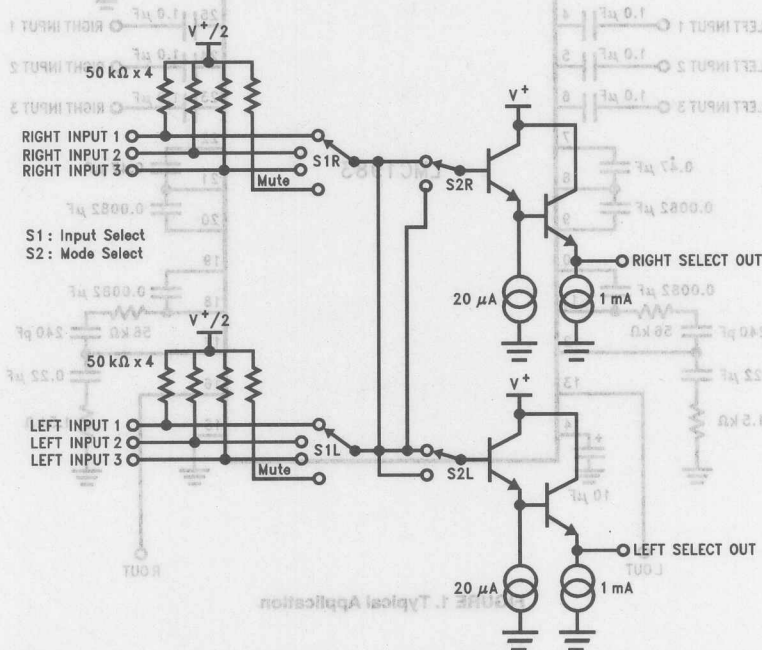 V⁺/2
50 kΩ x 4
RIGHT INPUT 1
RIGHT INPUT 2
RIGHT INPUT 3
Mute
S1R
S2R
V⁺
20 μA
1 mA
RIGHT SELECT OUT
S1: Input Select
S2: Mode Select
V⁺/2
50 kΩ x 4
LEFT INPUT 1
LEFT INPUT 2
LEFT INPUT 3
Mute
S1L
S2L
V⁺
20 μA
1 mA
LEFT SELECT OUT